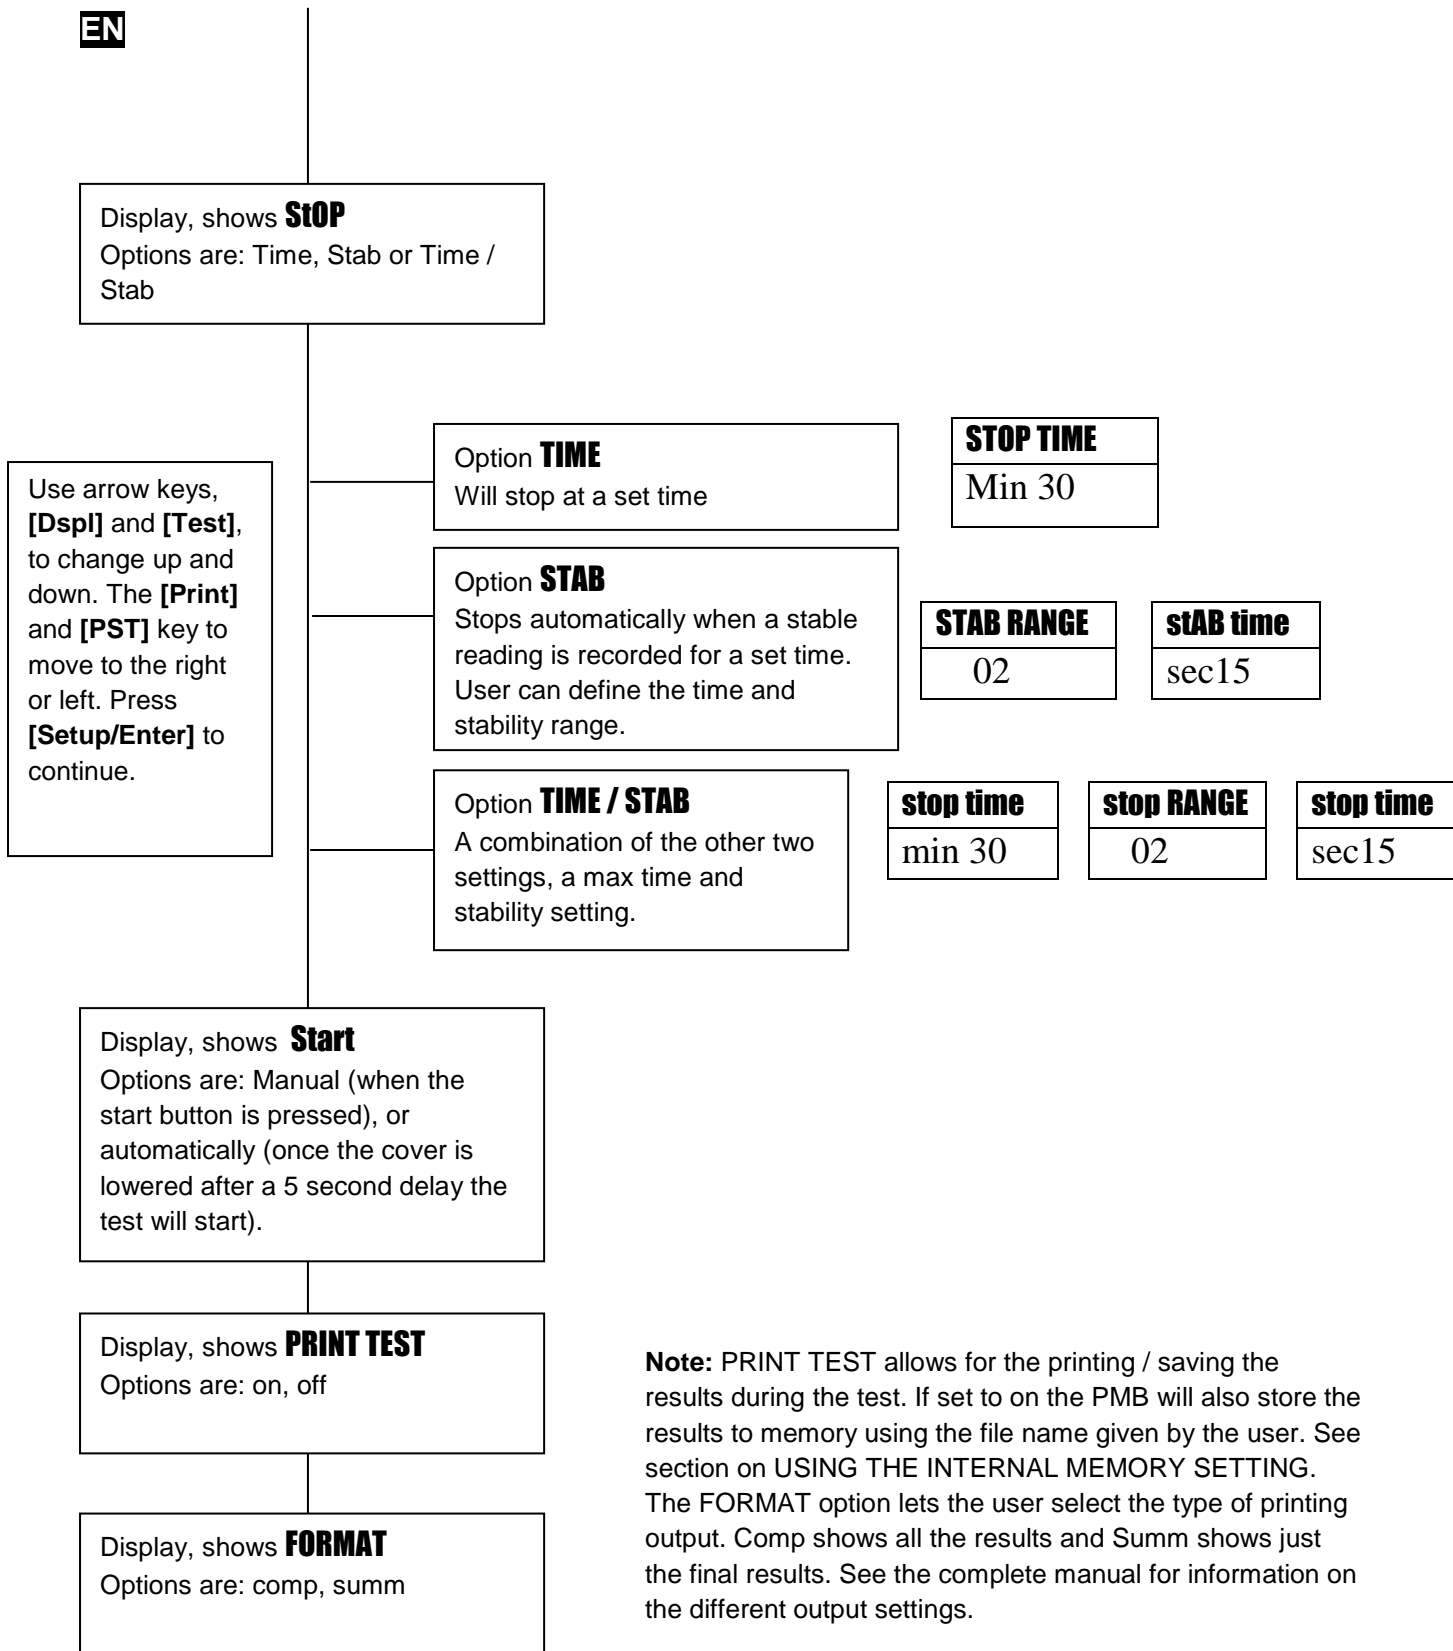 EN
Display, shows StOP
Options are: Time, Stab or Time /
Stab
Use arrow keys,
[Dspl] and [Test],
to change up and
down. The [Print]
and [PST] key to
move to the right
or left. Press
[Setup/Enter] to
continue.
Option TIME
Will stop at a set time
STOP TIME
Min 30
Option STAB
Stops automatically when a stable
reading is recorded for a set time.
User can define the time and
stability range.
STAB RANGE
02
stAB time
sec15
Option TIME / STAB
A combination of the other two
settings, a max time and
stability setting.
stop time
min 30
stop RANGE
02
stop time
sec15
Display, shows Start
Options are: Manual (when the
start button is pressed), or
automatically (once the cover is
lowered after a 5 second delay the
test will start).
Display, shows PRINT TEST
Options are: on, off
Display, shows FORMAT
Options are: comp, summ
Note: PRINT TEST allows for the printing / saving the
results during the test. If set to on the PMB will also store the
results to memory using the file name given by the user. See
section on USING THE INTERNAL MEMORY SETTING.
The FORMAT option lets the user select the type of printing
output. Comp shows all the results and Summ shows just
the final results. See the complete manual for information on
the different output settings.